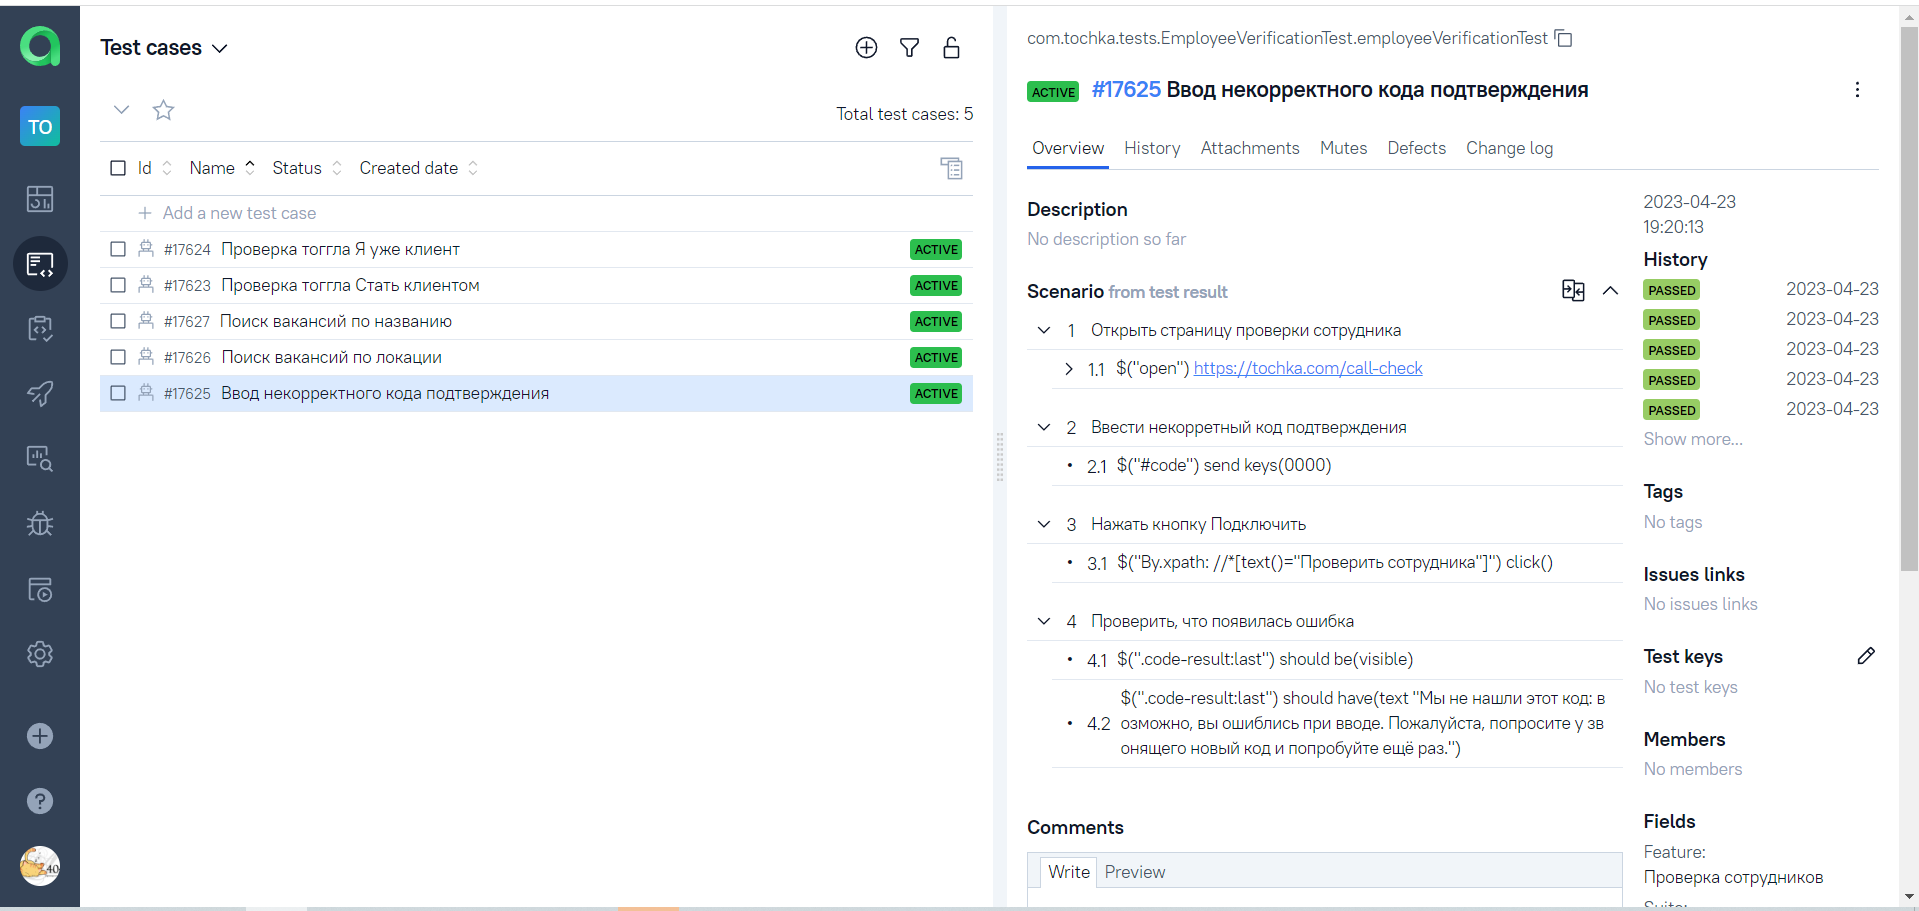 TO
40
Test cases
Total test cases: 5
Id Name Status Created date
Add a new test case
#17624 Проверка тоггла Я уже клиент ACTIVE
#17623 Проверка тоггла Стать клиентом ACTIVE
#17627 Поиск вакансий по названию ACTIVE
#17626 Поиск вакансий по локации ACTIVE
#17625 Ввод некорректного кода подтверждения ACTIVE
com.tochka.tests.EmployeeVerificationTest.employeeVerificationTest
ACTIVE #17625 Ввод некорректного кода подтверждения
Overview History Attachments Mutes Defects Change log
Description
No description so far
Scenario from test result
1 Открыть страницу проверки сотрудника
1.1 $("open") https://tochka.com/call-check
2 Ввести некорретный код подтверждения
2.1 $("#code") send keys(0000)
3 Нажать кнопку Подключить
3.1 $("By.xpath: //*[text()="Проверить сотрудника"]") click()
4 Проверить, что появилась ошибка
4.1 $(".code-result:last") should be(visible)
4.2 $(".code-result:last") should have(text "Мы не нашли этот код: в
озможно, вы ошиблись при вводе. Пожалуйста, попросите у зв
онящего новый код и попробуйте ещё раз.")
Comments
Write Preview
2023-04-23
19:20:13
History
PASSED 2023-04-23
PASSED 2023-04-23
PASSED 2023-04-23
PASSED 2023-04-23
PASSED 2023-04-23
Show more...
Tags
No tags
Issues links
No issues links
Test keys
No test keys
Members
No members
Fields
Feature:
Проверка сотрудников
Suite: